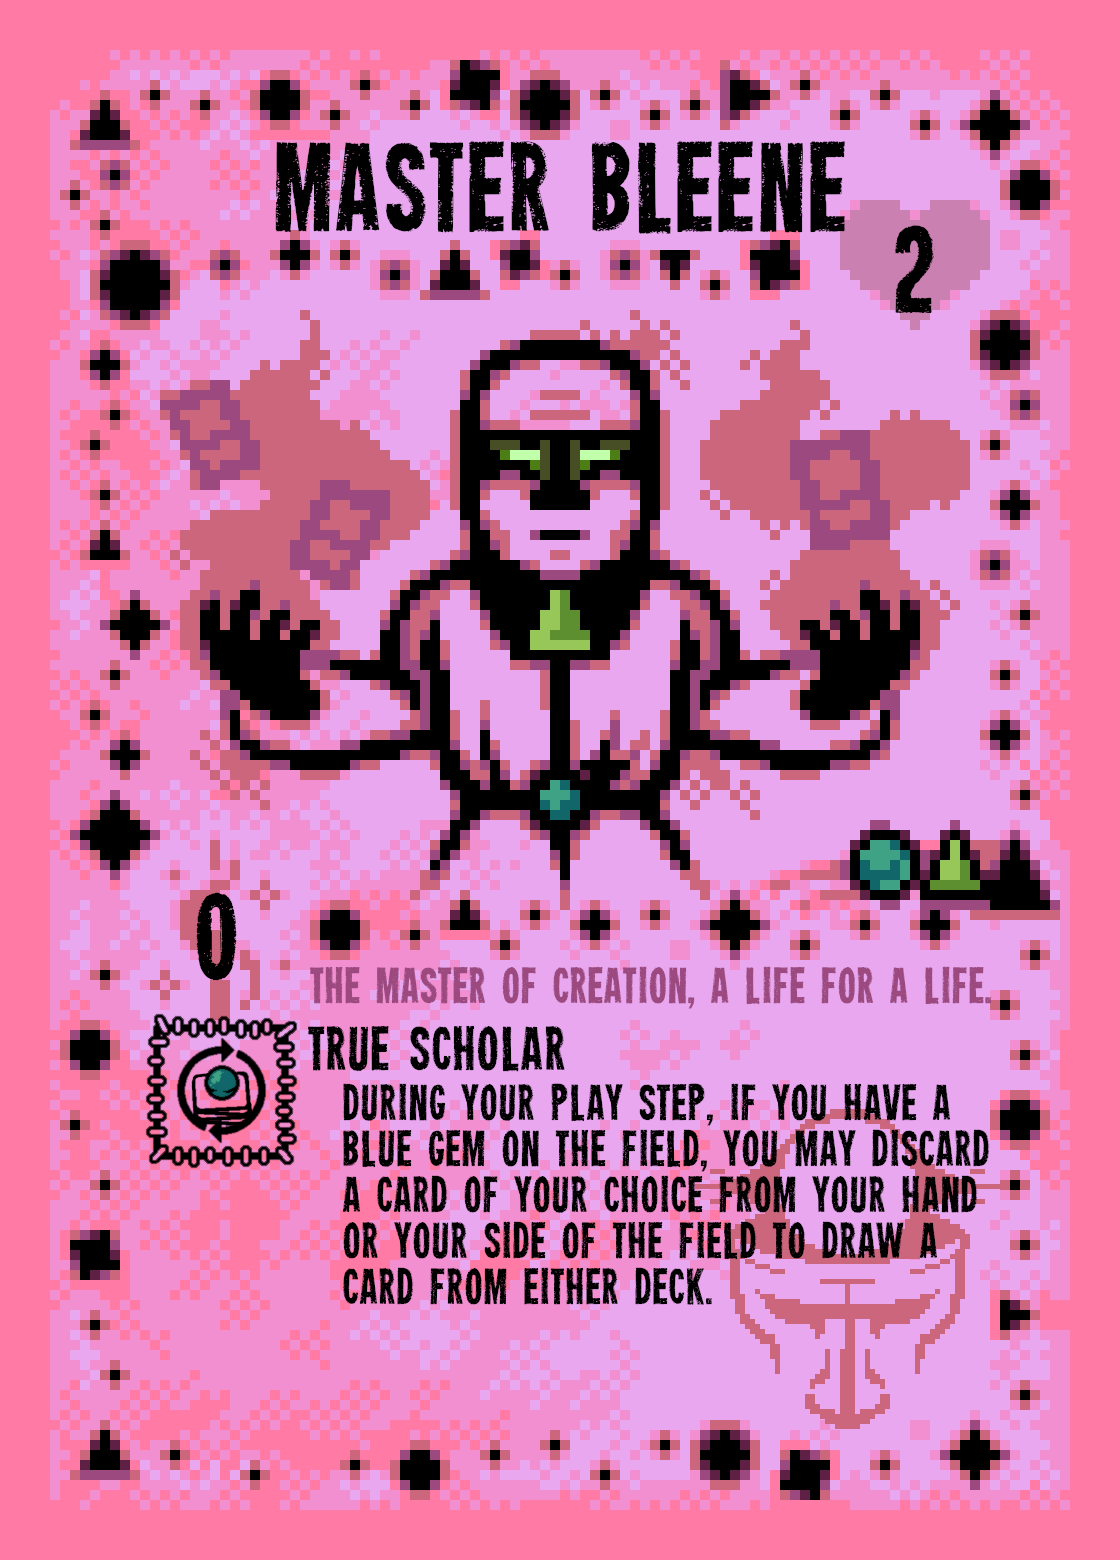 MASTER BLEENE
2
0
THE MASTER OF CREATION, A LIFE FOR A LIFE.
TRUE SCHOLAR
DURING YOUR PLAY STEP, IF YOU HAVE A
BLUE GEM ON THE FIELD, YOU MAY DISCARD
A CARD OF YOUR CHOICE FROM YOUR HAND
OR YOUR SIDE OF THE FIELD TO DRAW A
CARD FROM EITHER DECK.